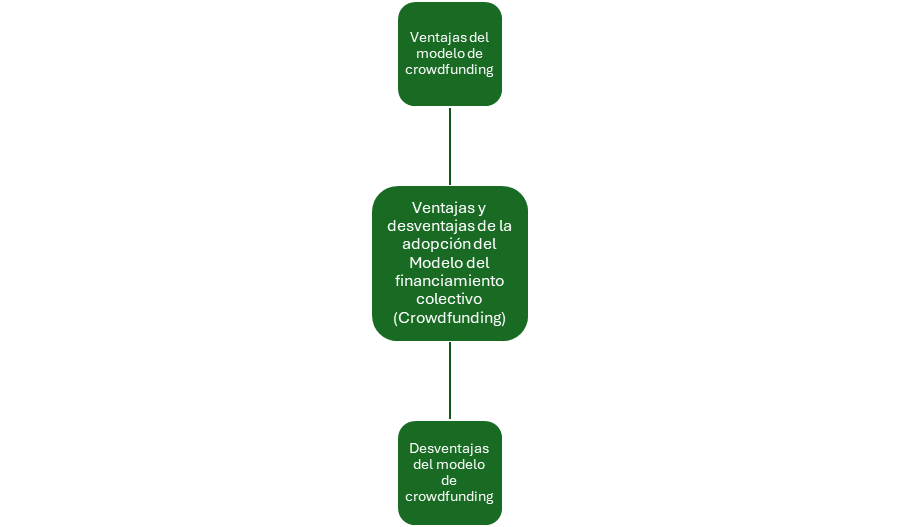 Ventajas del
modelo de
crowdfunding
Ventajas y
desventajas de la
adopción del
Modelo del
financiamiento
colectivo
(Crowdfunding)
Desventajas
del modelo
de
crowdfunding